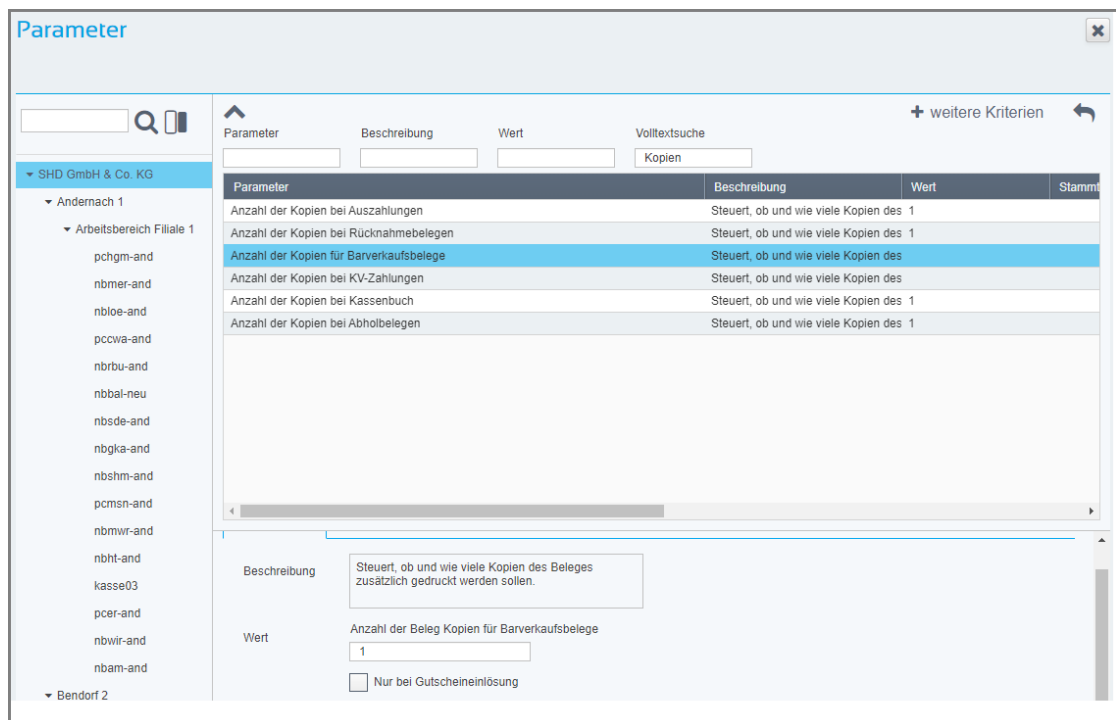 Parameter
weitere Kriterien
Parameter Beschreibung Wert Volltextsuche
Kopien
SHD GmbH & Co. KG
Andernach 1
Arbeitsbereich Filiale 1
pchgm-and
nbmer-and
nbloe-and
pccwa-and
nbrbu-and
nbbal-neu
nbsde-and
nbgka-and
nbshm-and
pcmsn-and
nbmwr-and
nbht-and
kasse03
pcer-and
nbwir-and
nbam-and
Bendorf 2
Parameter Beschreibung Wert Stammt
Anzahl der Kopien bei Auszahlungen Steuert, ob und wie viele Kopien des 1
Anzahl der Kopien bei Rücknahmebelegen Steuert, ob und wie viele Kopien des 1
Anzahl der Kopien für Barverkaufsbelege Steuert, ob und wie viele Kopien des
Anzahl der Kopien bei KV-Zahlungen Steuert, ob und wie viele Kopien des
Anzahl der Kopien bei Kassenbuch Steuert, ob und wie viele Kopien des 1
Anzahl der Kopien bei Abholbelegen Steuert, ob und wie viele Kopien des 1
Beschreibung
Steuert, ob und wie viele Kopien des Beleges
zusätzlich gedruckt werden sollen.
Wert
Anzahl der Beleg Kopien für Barverkaufsbelege
1
Nur bei Gutscheineinlösung